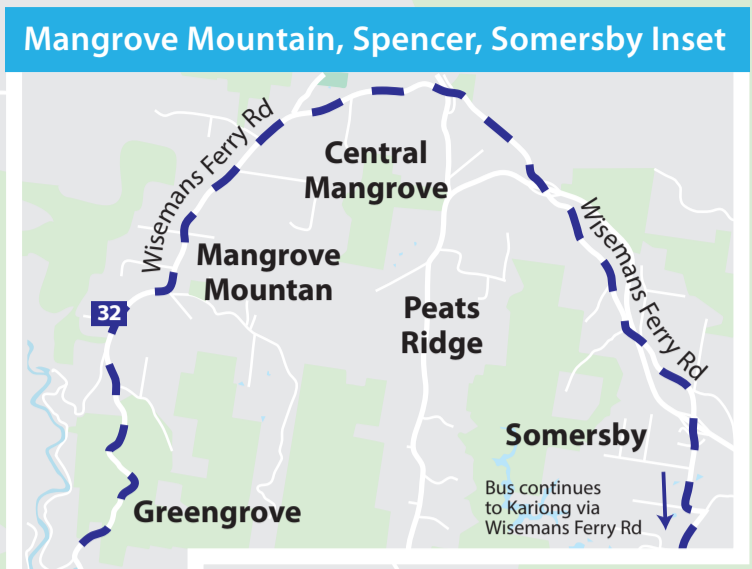 Mangrove Mountain, Spencer, Somersby Inset
Wisemans Ferry Rd
Central
Mangrove
Wisemans Ferry Rd
Mangrove
Mountan
32
Peats
Ridge
Somersby
Bus continues
to Kariong via
Wisemans Ferry Rd
Greengrove